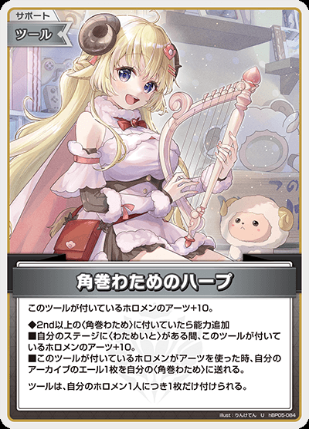 サポート
ツール
角巻わためのハープ
このツールが付いているホロメンのアーツ+10。
◆2nd以上の〈角巻わため〉に付いていたら能力追加
■自分のステージに〈わためいと〉がある間、このツールが付いて
いるホロメンのアーツ+10。
■このツールが付いているホロメンがアーツを使った時、自分の
アーカイブのエール1枚を自分の〈角巻わため〉に送れる。
ツールは、自分のホロメン1人につき1枚だけ付けられる。
Illust:りんけでん U hBP05-084